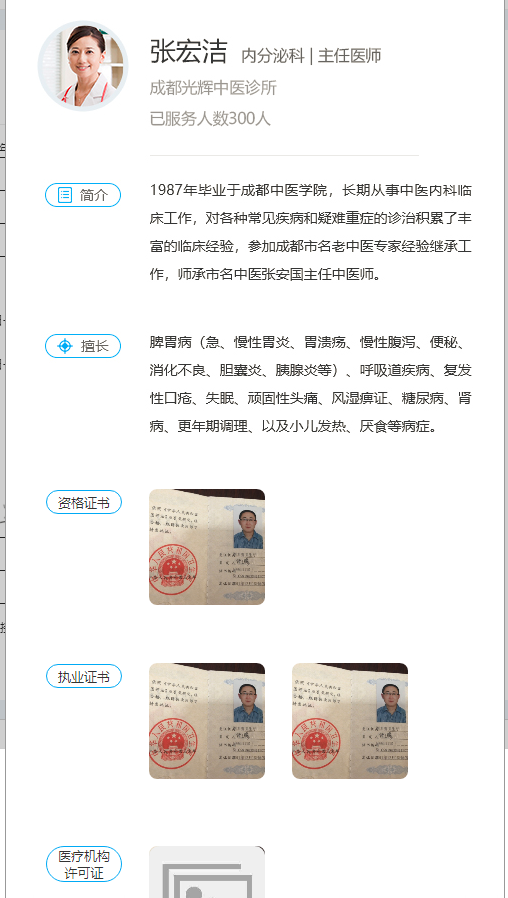 张宏洁 内分泌科 | 主任医师
成都光辉中医诊所
已服务人数300人
简介
1987年毕业于成都中医学院，长期从事中医内科临
床工作，对各种常见疾病和疑难重症的诊治积累了丰
富的临床经验，参加成都市名老中医专家经验继承工
作，师承市名中医张安国主任中医师。
擅长
脾胃病（急、慢性胃炎、胃溃疡、慢性腹泻、便秘、
消化不良、胆囊炎、胰腺炎等）、呼吸道疾病、复发
性口疮、失眠、顽固性头痛、风湿痹证、糖尿病、肾
病、更年期调理、以及小儿发热、厌食等病症。
资格证书
执业证书
医疗机构
许可证